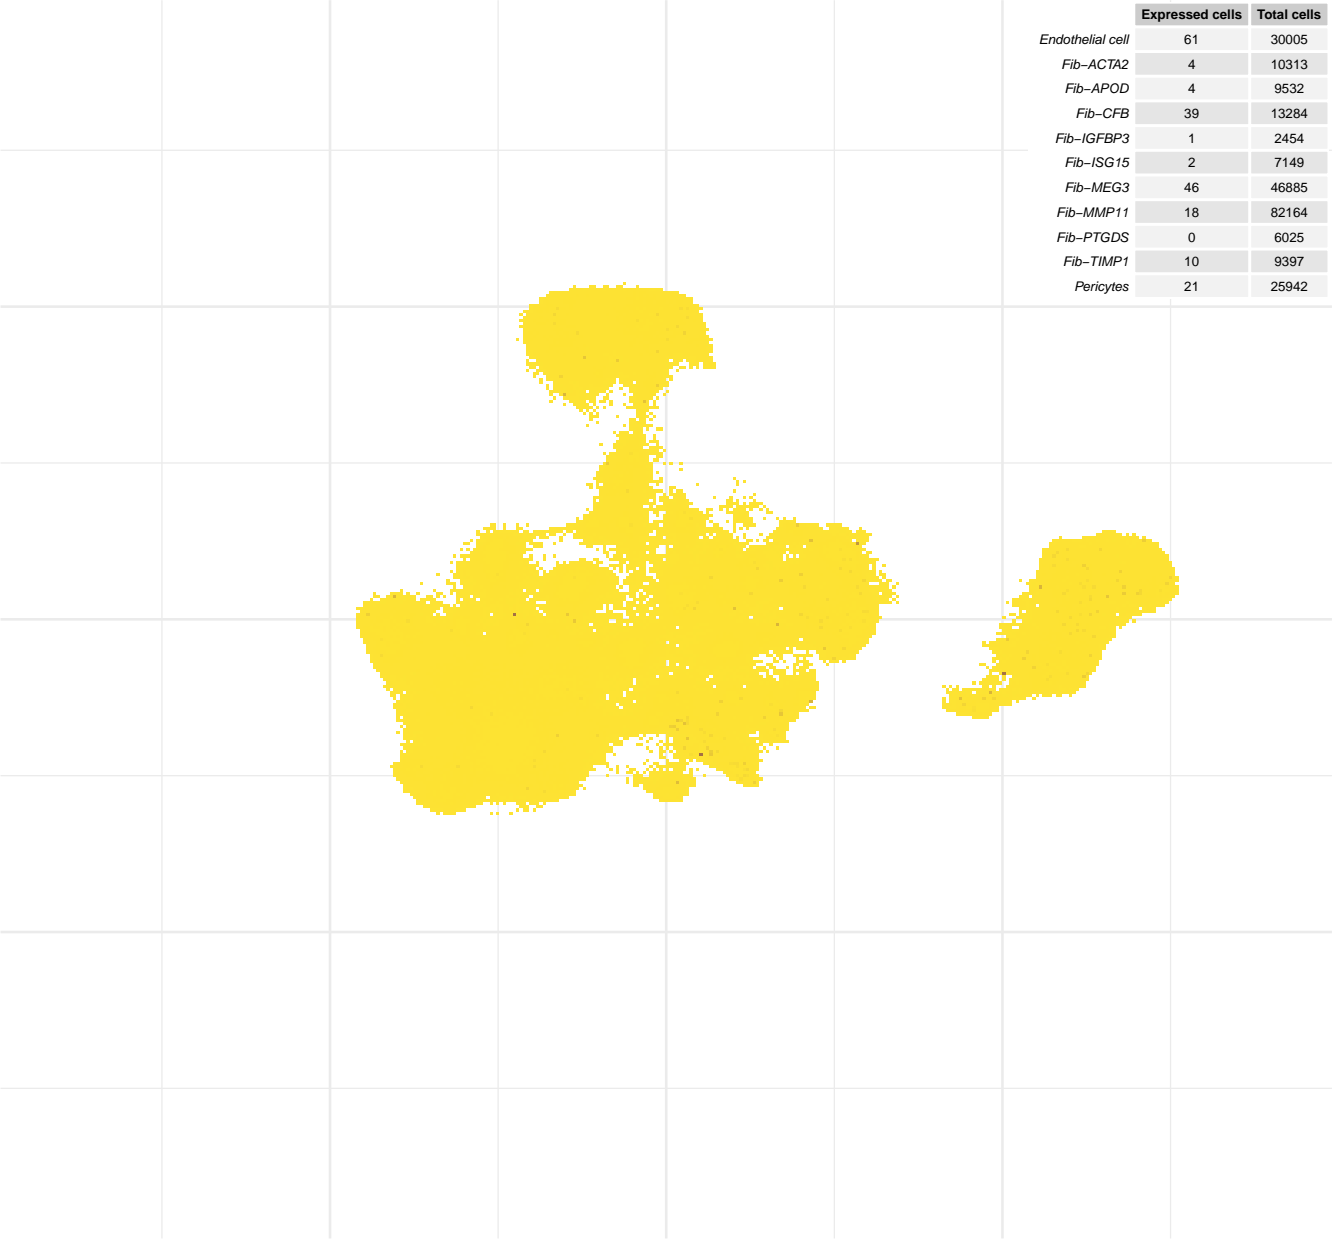 Expressed cells Total cells
Endothelial cell 61 30005
Fib−ACTA2 4 10313
Fib−APOD 4 9532
Fib−CFB 39 13284
Fib−IGFBP3 1 2454
Fib−ISG15 2 7149
Fib−MEG3 46 46885
Fib−MMP11 18 82164
Fib−PTGDS 0 6025
Fib−TIMP1 10 9397
Pericytes 21 25942